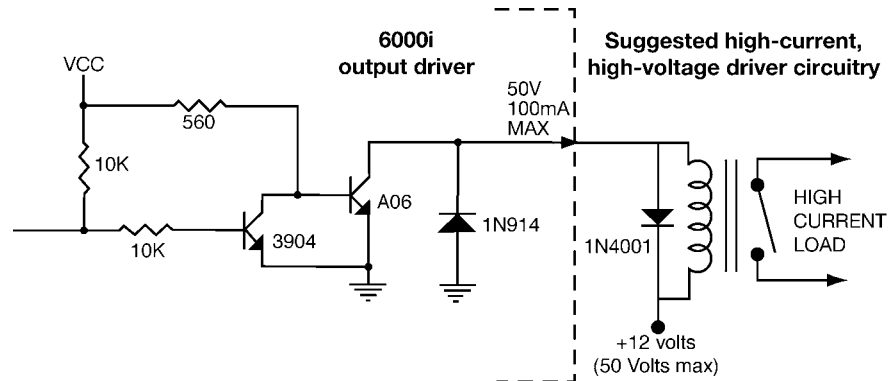 6000i
output driver
Suggested high-current,
high-voltage driver circuitry
VCC
560
50V
100mA
MAX
10K
A06
1N914
10K
3904
1N4001
HIGH
CURRENT
LOAD
+12 volts
(50 Volts max)